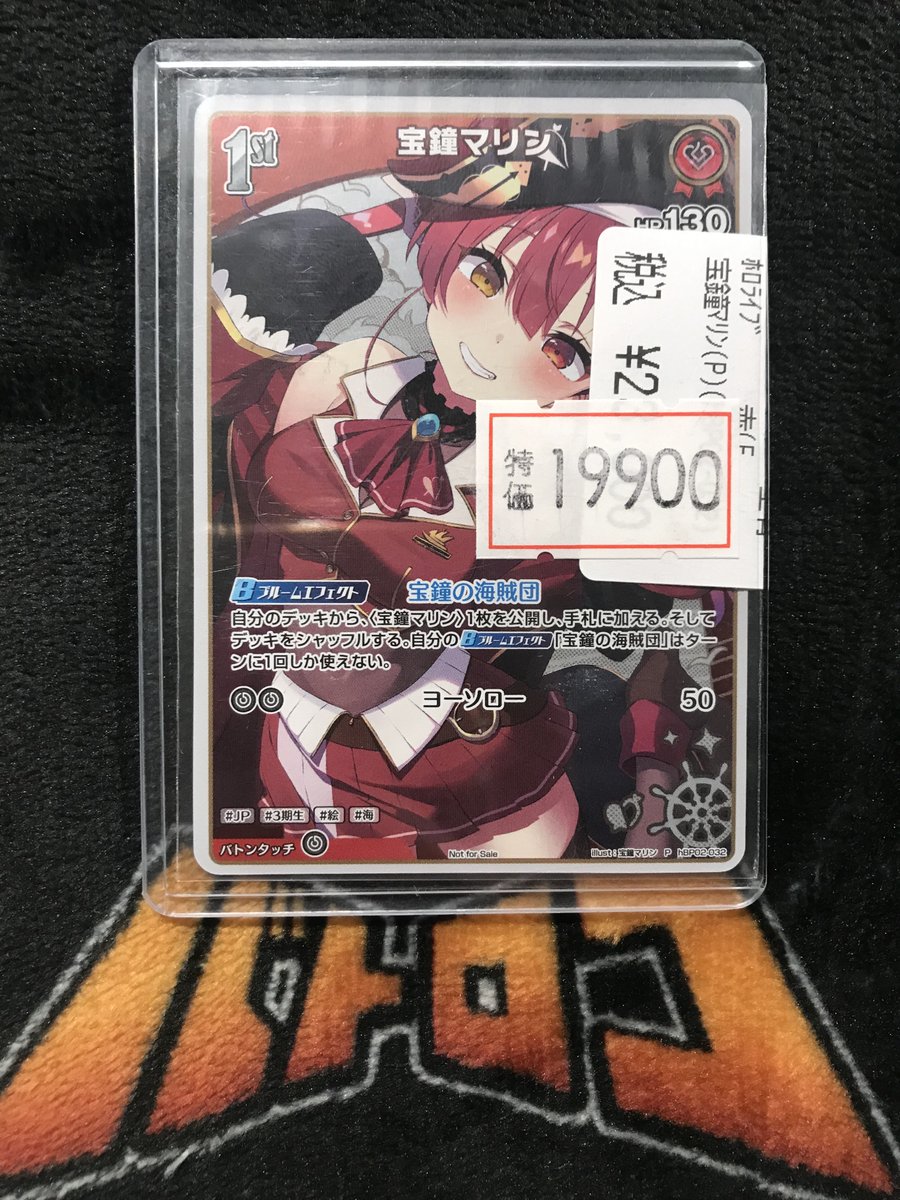 1st
宝鐘マリン
HP130
ホロライブ
宝鐘マリン(P)(
税込 ¥2
特価 19900
Bブルームエフェクト 宝鐘の海賊団
自分のデッキから、〈宝鐘マリン〉1枚を公開し、手札に加える。そして
デッキをシャッフルする。自分のBブルームエフェクト「宝鐘の海賊団」はター
ンに1回しか使えない。
ヨーソロー 50
#JP #3期生 #絵 #海
バトンタッチ
Not for Sale
illust:宝鐘マリン P hBP02-032